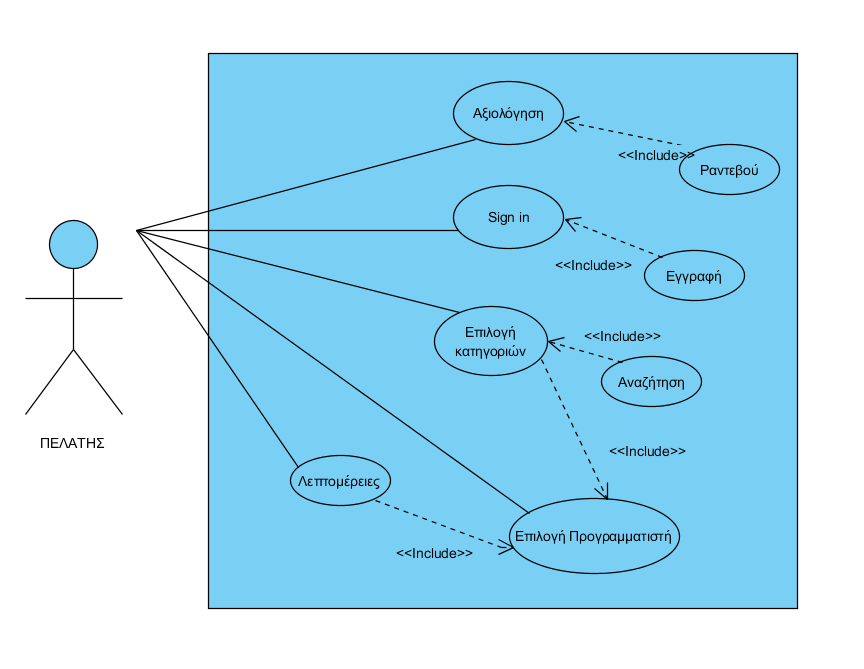 Αξιολόγηση
<<Include>>
Ραντεβού
Sign in
<<Include>>
Εγγραφή
Επιλογή
κατηγοριών
<<Include>>
Αναζήτηση
ΠΕΛΑΤΗΣ
<<Include>>
Λεπτομέρειες
Επιλογή Προγραμματιστή
<<Include>>